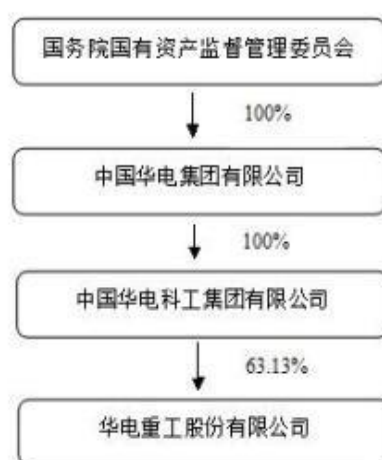 国务院国有资产监督管理委员会
100%
中国华电集团有限公司
100%
中国华电科工集团有限公司
63.13%
华电重工股份有限公司